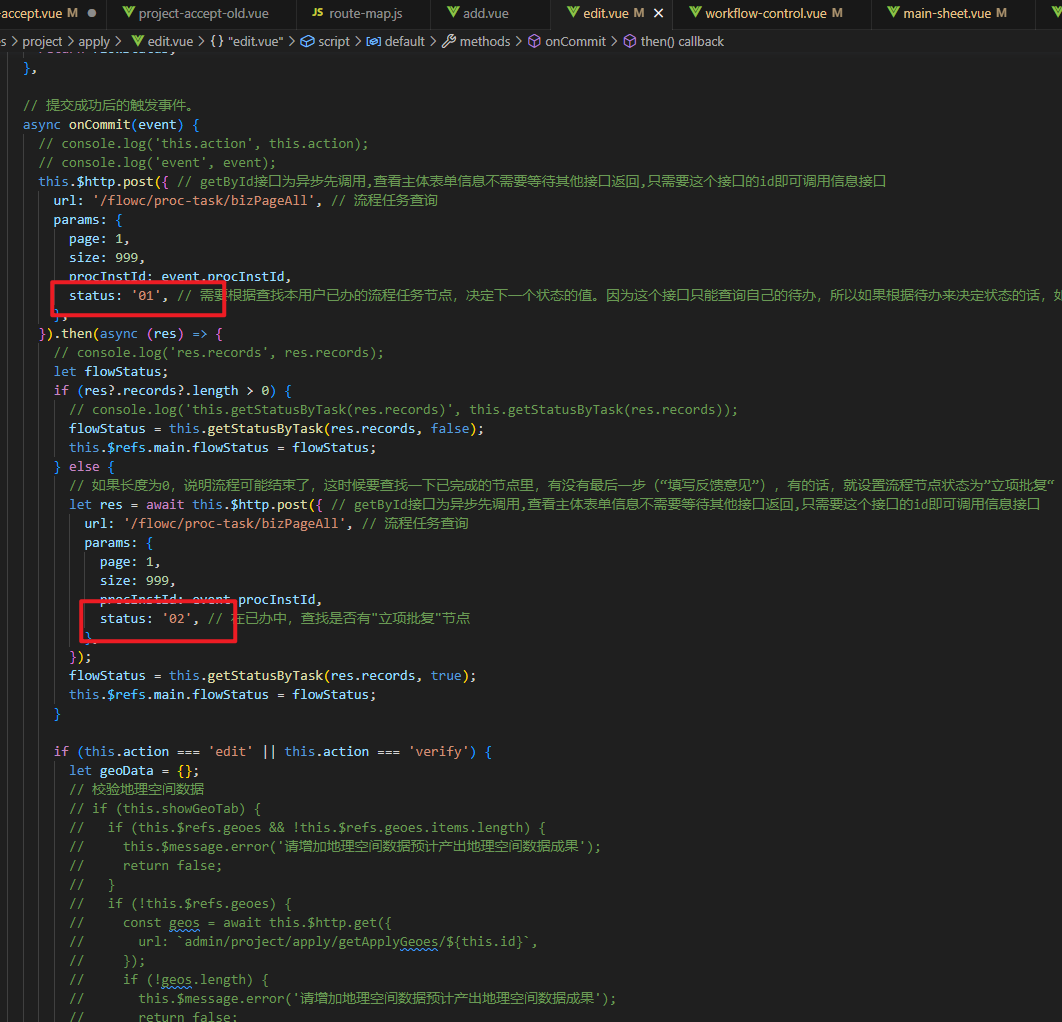 -accept.vue M ● project-accept-old.vue JS route-map.js add.vue edit.vue M × workflow-control.vue M main-sheet.vue M
s > project > apply > edit.vue > {} "edit.vue" > script > default > methods > onCommit > then() callback
},
// 提交成功后的触发事件。
async onCommit(event) {
// console.log('this.action', this.action);
// console.log('event', event);
this.$http.post({ // getById接口为异步先调用,查看主体表单信息不需要等待其他接口返回,只需要这个接口的id即可调用信息接口
url: '/flowc/proc-task/bizPageAll', // 流程任务查询
params: {
page: 1,
size: 999,
procInstId: event.procInstId,
status: '01', // 需要根据查找本用户已办的流程任务节点，决定下一个状态的值。因为这个接口只能查询自己的待办，所以如果根据待办来决定状态的话，如
},
}).then(async (res) => {
// console.log('res.records', res.records);
let flowStatus;
if (res?.records?.length > 0) {
// console.log('this.getStatusByTask(res.records)', this.getStatusByTask(res.records));
flowStatus = this.getStatusByTask(res.records, false);
this.$refs.main.flowStatus = flowStatus;
} else {
// 如果长度为0，说明流程可能结束了，这时候要查找一下已完成的节点里，有没有最后一步（“填写反馈意见”），有的话，就设置流程节点状态为”立项批复“
let res = await this.$http.post({ // getById接口为异步先调用,查看主体表单信息不需要等待其他接口返回,只需要这个接口的id即可调用信息接口
url: '/flowc/proc-task/bizPageAll', // 流程任务查询
params: {
page: 1,
size: 999,
procInstId: event.procInstId,
status: '02', // 在已办中，查找是否有"立项批复"节点
},
});
flowStatus = this.getStatusByTask(res.records, true);
this.$refs.main.flowStatus = flowStatus;
}
if (this.action === 'edit' || this.action === 'verify') {
let geoData = {};
// 校验地理空间数据
// if (this.showGeoTab) {
// if (this.$refs.geoes && !this.$refs.geoes.items.length) {
// this.$message.error('请增加地理空间数据预计产出地理空间数据成果');
// return false;
// }
// if (!this.$refs.geoes) {
// const geos = await this.$http.get({
// url: `admin/project/apply/getApplyGeoes/${this.id}`,
// });
// if (!geos.length) {
// this.$message.error('请增加地理空间数据预计产出地理空间数据成果');
// return false;